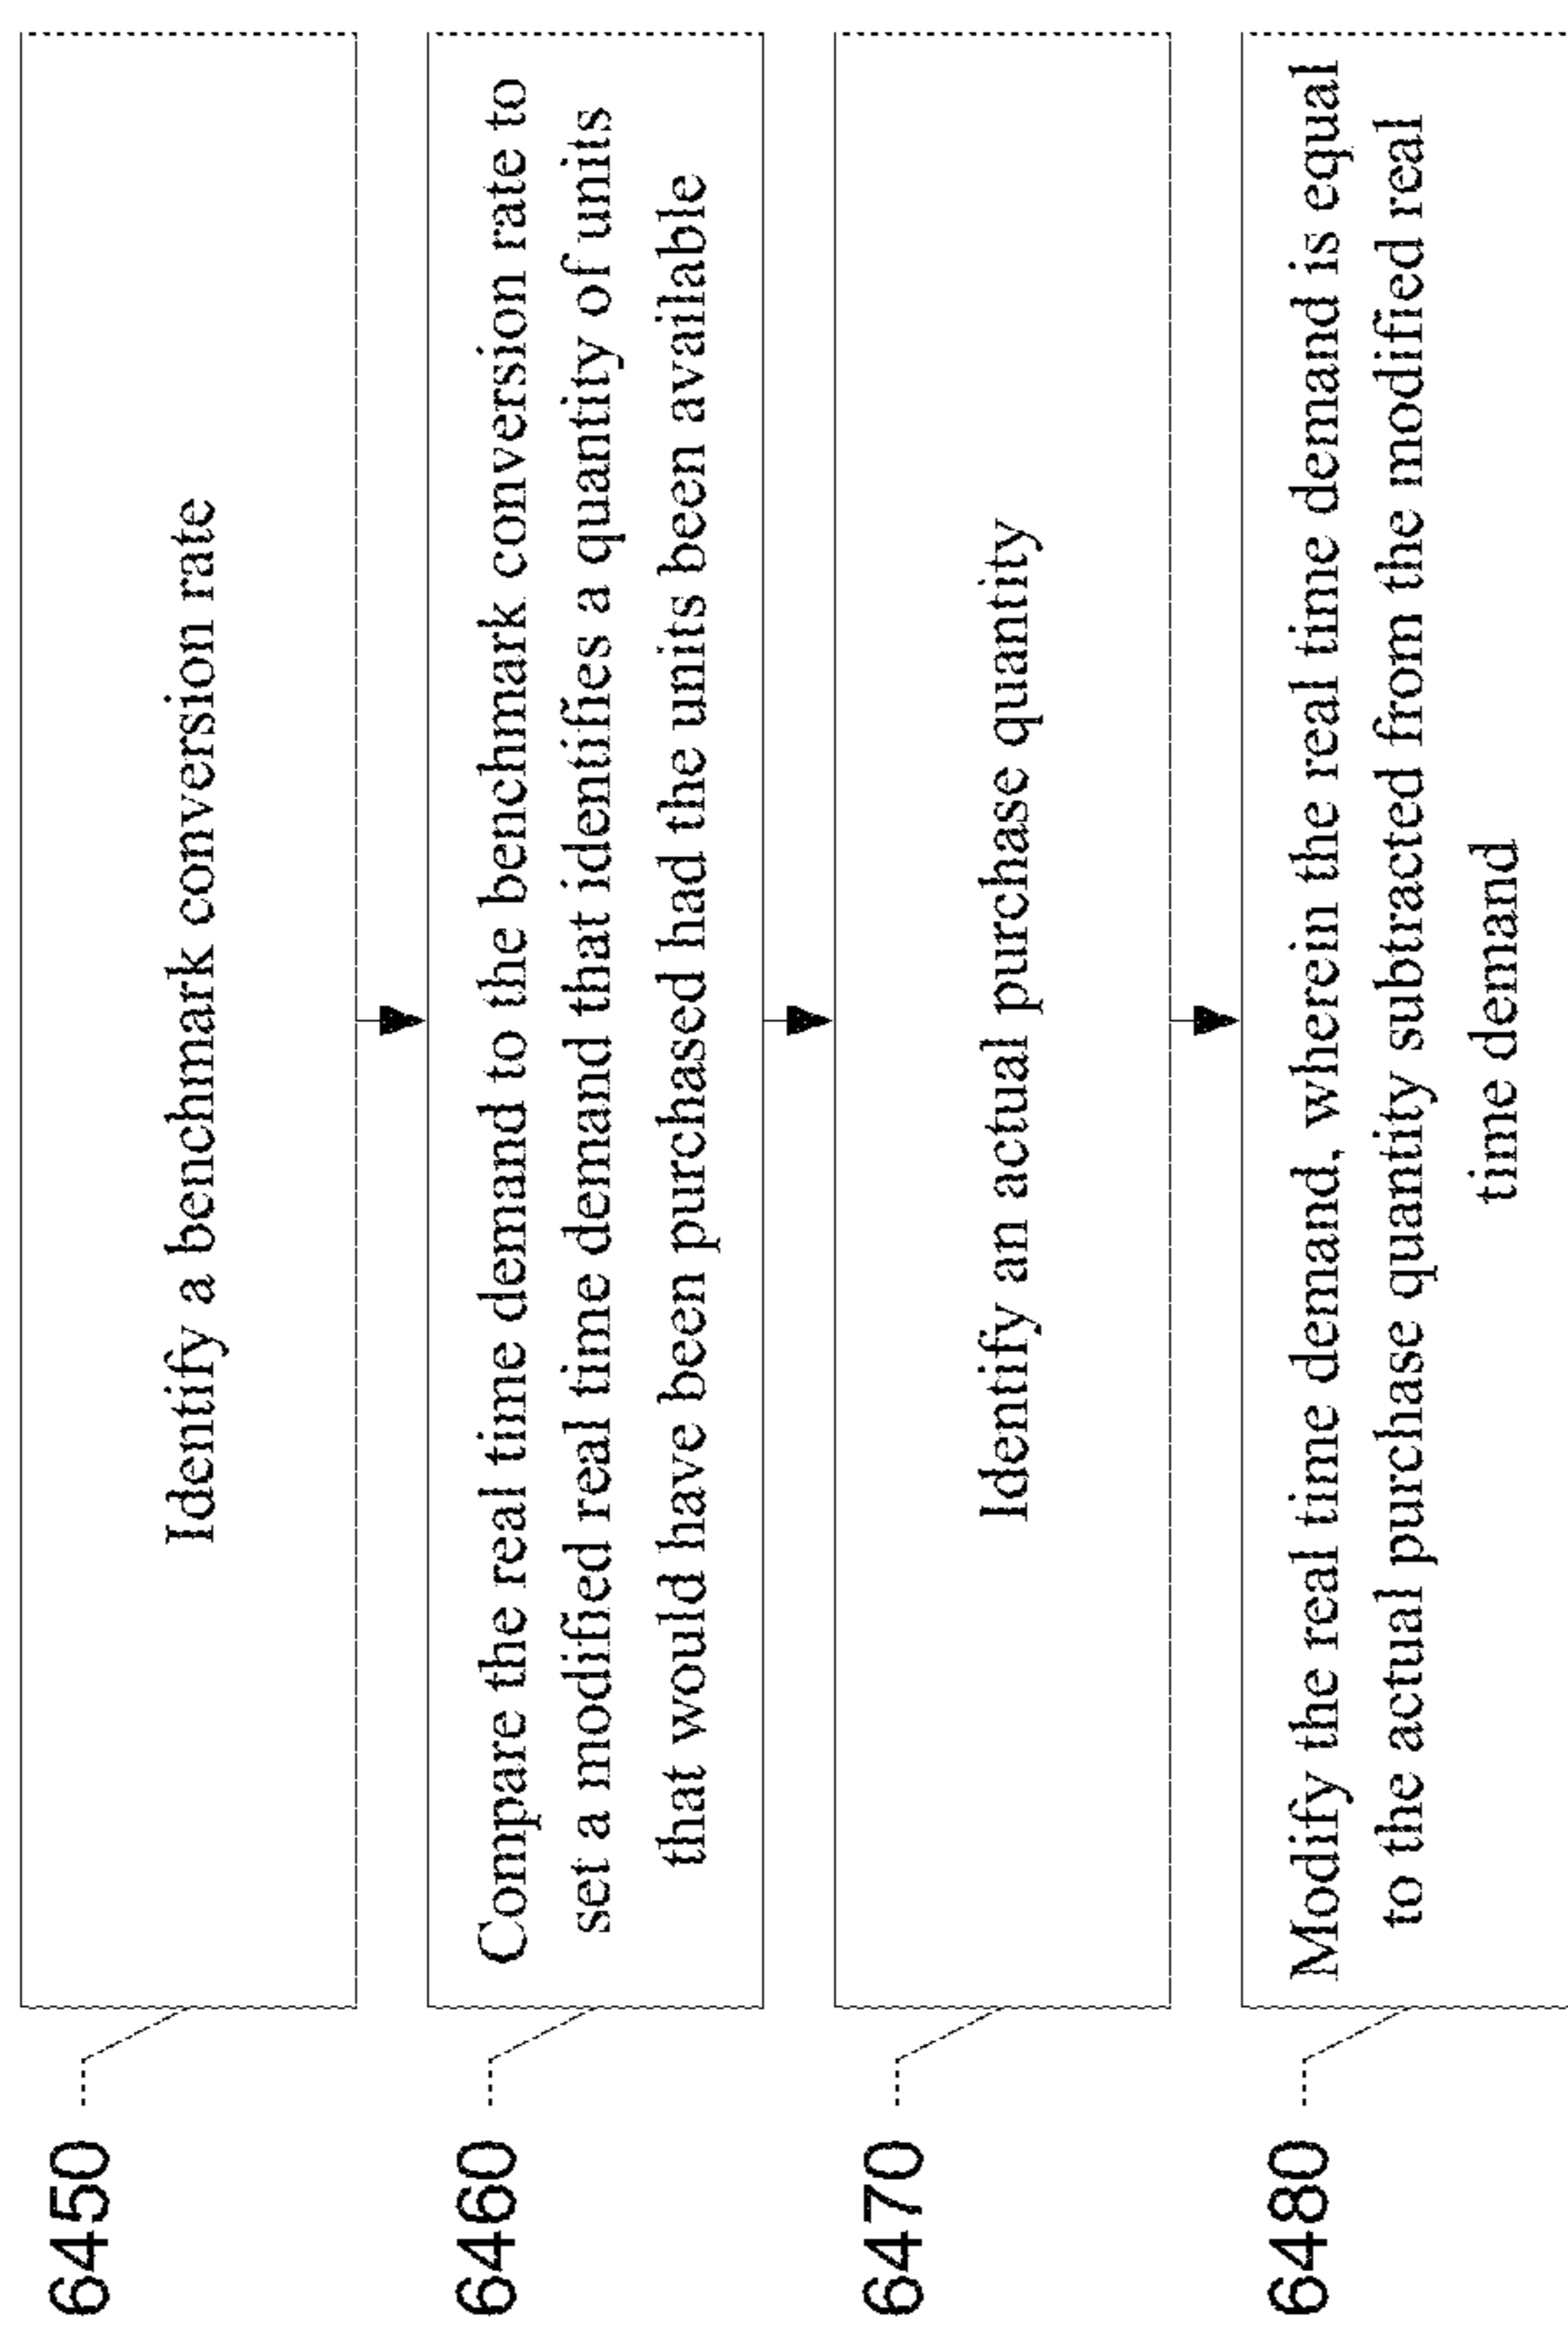 6450
Identify a benchmark conversion rate
6460
Compare the real time demand to the benchmark conversion rate to
set a modified real time demand that identifies a quantity of units
that would have been purchased had the units been available
6470
Identify an actual purchase quantity
6480
Modify the real time demand, wherein the real time demand is equal
to the actual purchase quantity subtracted from the modified real
time demand